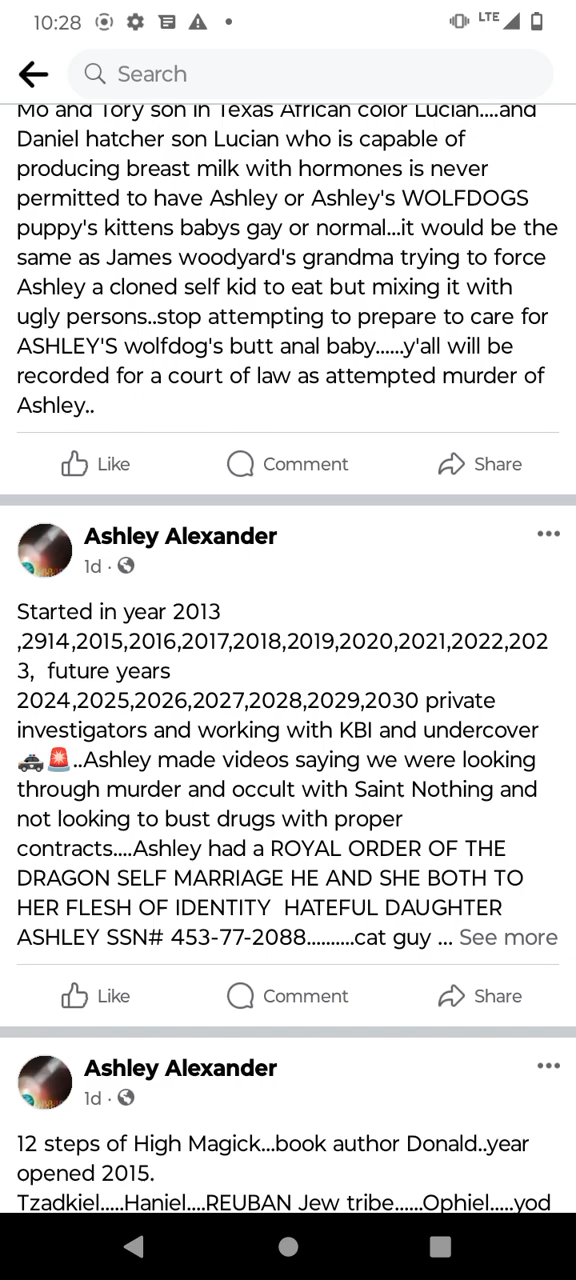 10:28
LTE
Search
Mo and Tory son in Texas African color Lucian....and
Daniel hatcher son Lucian who is capable of
producing breast milk with hormones is never
permitted to have Ashley or Ashley's WOLFDOGS
puppy's kittens babys gay or normal...it would be the
same as James woodyard's grandma trying to force
Ashley a cloned self kid to eat but mixing it with
ugly persons..stop attempting to prepare to care for
ASHLEY'S wolfdog's butt anal baby......y'all will be
recorded for a court of law as attempted murder of
Ashley..
Like Comment Share
Ashley Alexander
1d ·
Started in year 2013
,2914,2015,2016,2017,2018,2019,2020,2021,2022,202
3, future years
2024,2025,2026,2027,2028,2029,2030 private
investigators and working with KBI and undercover
🚓🚨..Ashley made videos saying we were looking
through murder and occult with Saint Nothing and
not looking to bust drugs with proper
contracts....Ashley had a ROYAL ORDER OF THE
DRAGON SELF MARRIAGE HE AND SHE BOTH TO
HER FLESH OF IDENTITY HATEFUL DAUGHTER
ASHLEY SSN# 453-77-2088..........cat guy ... See more
Like Comment Share
Ashley Alexander
1d ·
12 steps of High Magick...book author Donald..year
opened 2015.
Tzadkiel.....Haniel....REUBAN Jew tribe......Ophiel.....yod